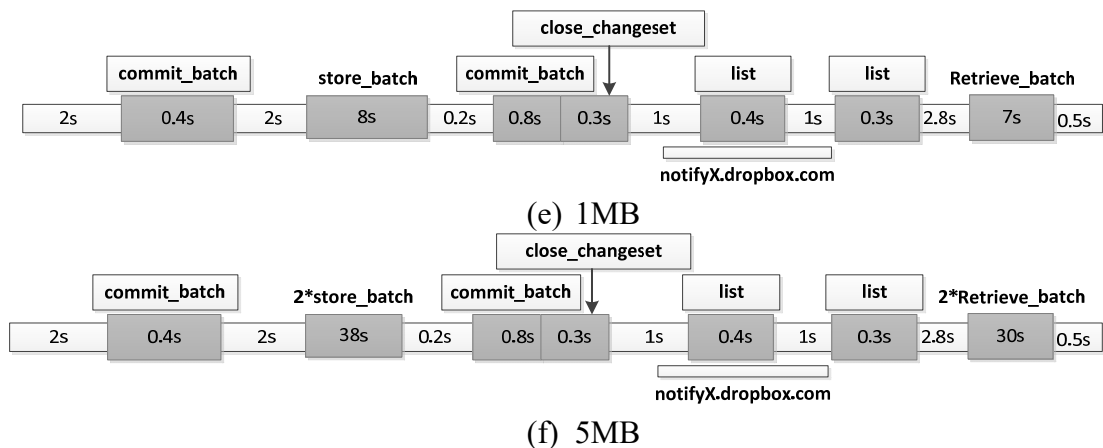 close_changeset
commit_batch store_batch commit_batch list list Retrieve_batch
2s 0.4s 2s 8s 0.2s 0.8s 0.3s 1s 0.4s 1s 0.3s 2.8s 7s 0.5s
notifyX.dropbox.com
(e) 1MB
close_changeset
commit_batch 2*store_batch commit_batch list list 2*Retrieve_batch
2s 0.4s 2s 38s 0.2s 0.8s 0.3s 1s 0.4s 1s 0.3s 2.8s 30s 0.5s
notifyX.dropbox.com
(f) 5MB